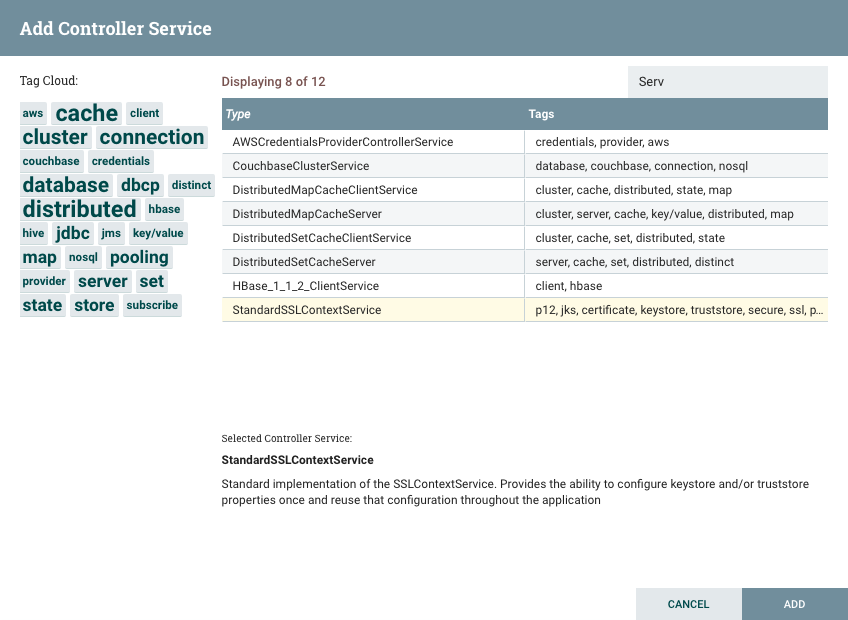 Add Controller Service
Tag Cloud:
aws cache client
cluster connection
couchbase credentials
database dbcp distinct
distributed hbase
hive jdbc jms key/value
map nosql pooling
provider server set
state store subscribe
Displaying 8 of 12
Serv
Type Tags
AWSCredentialsProviderControllerService credentials, provider, aws
CouchbaseClusterService database, couchbase, connection, nosql
DistributedMapCacheClientService cluster, cache, distributed, state, map
DistributedMapCacheServer cluster, server, cache, key/value, distributed, map
DistributedSetCacheClientService cluster, cache, set, distributed, state
DistributedSetCacheServer server, cache, set, distributed, distinct
HBase_1_1_2_ClientService client, hbase
StandardSSLContextService p12, jks, certificate, keystore, truststore, secure, ssl, p...
Selected Controller Service:
StandardSSLContextService
Standard implementation of the SSLContextService. Provides the ability to configure keystore and/or truststore
properties once and reuse that configuration throughout the application
CANCEL ADD